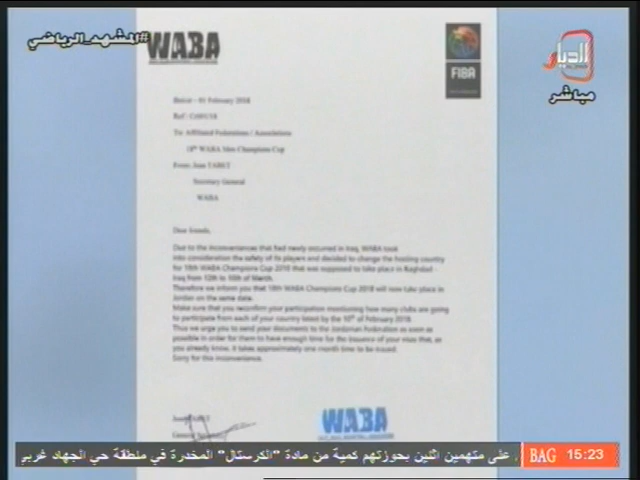 #المشهد_الرياضي
WABA
FIBA
الديار
مباشر
Beirut - 01 February 2018
To: Affiliated Federations / Associations
18th WABA Men Champions Cup
From: Jean TABET
Secretary General
WABA
Dear friends,
Due to the inconveniences that had newly occurred in Iraq, WABA took
into consideration the safety of its players and decided to change the hosting country
for 18th WABA Champions Cup 2018 that was supposed to take place in Baghdad -
Iraq from 12th to 16th of March.
Therefore we inform you that 18th WABA Champions Cup 2018 will now take place in
Jordan on the same date.
Make sure that you reconfirm your participation monitoring how many clubs are going
to participate from each of your country latest by the 10th of February 2018.
Thus we urge you to send your documents to the Jordanian Federation as soon as
possible in order for them to have enough time for the issuance of your visas that, as
you already know, it takes approximately one month time to be issued.
Sorry for this inconvenience.
General
WABA
على متهمين اثنين بحوزتهم كمية من مادة "الكرستال" المخدرة في منطقة حي الجهاد غربي
BAG 15:23